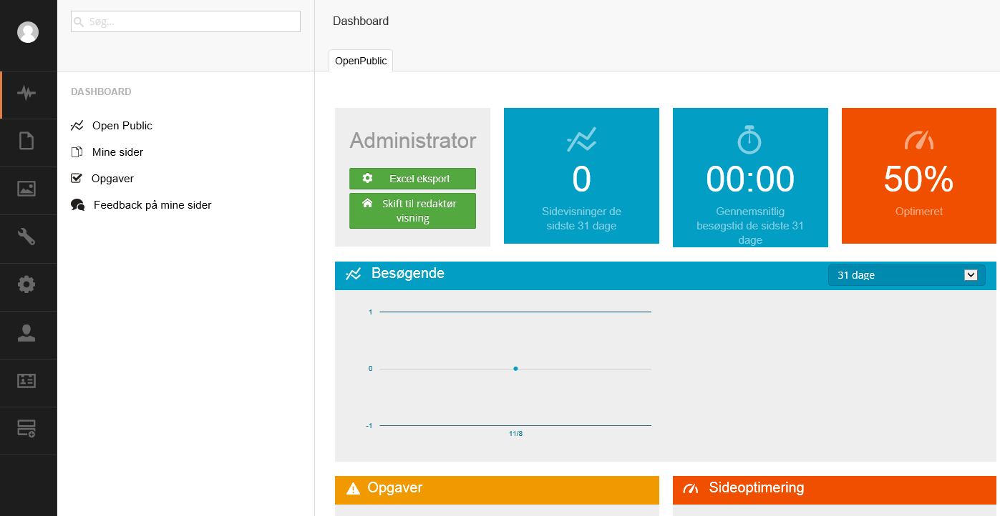 Søg...
DASHBOARD
Open Public
Mine sider
Opgaver
Feedback på mine sider
Dashboard
OpenPublic
Administrator
Excel eksport
Skift til redaktør
visning
0
Sidevisninger de
sidste 31 dage
00:00
Gennemsnitlig
besøgstid de sidste 31
dage
50%
Optimeret
Besøgende
31 dage
1
0
-1
11/8
Opgaver
Sideoptimering